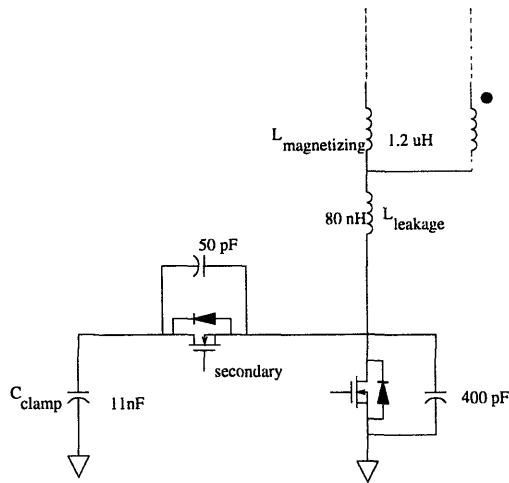 L magnetizing 1.2 uH
80 nH L leakage
50 pF
secondary
C clamp 11nF
400 pF